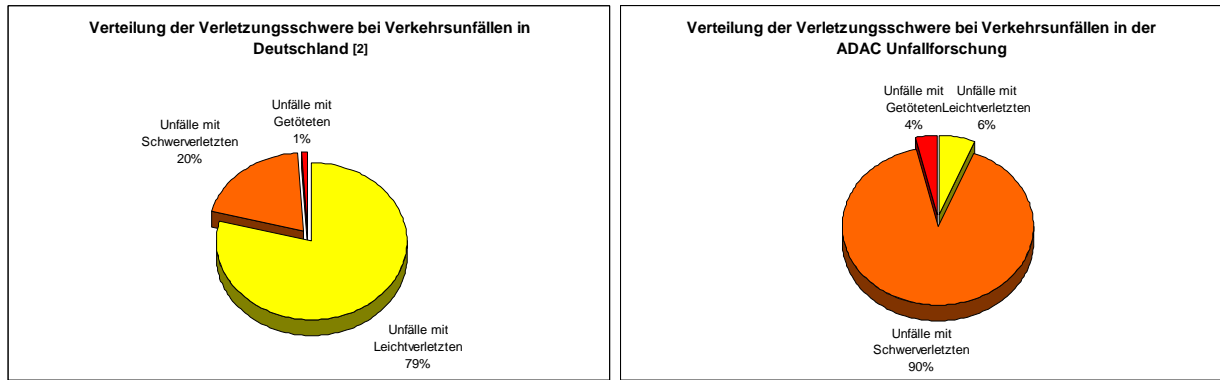 Verteilung der Verletzungsschwere bei Verkehrsunfällen in
Deutschland [2]
Unfälle mit
Getöteten
1%
Unfälle mit
Schwerverletzten
20%
Unfälle mit
Leichtverletzten
79%
Verteilung der Verletzungsschwere bei Verkehrsunfällen in der
ADAC Unfallforschung
Unfälle mit
Getöteten
4%
Unfälle mit
Leichtverletzten
6%
Unfälle mit
Schwerverletzten
90%